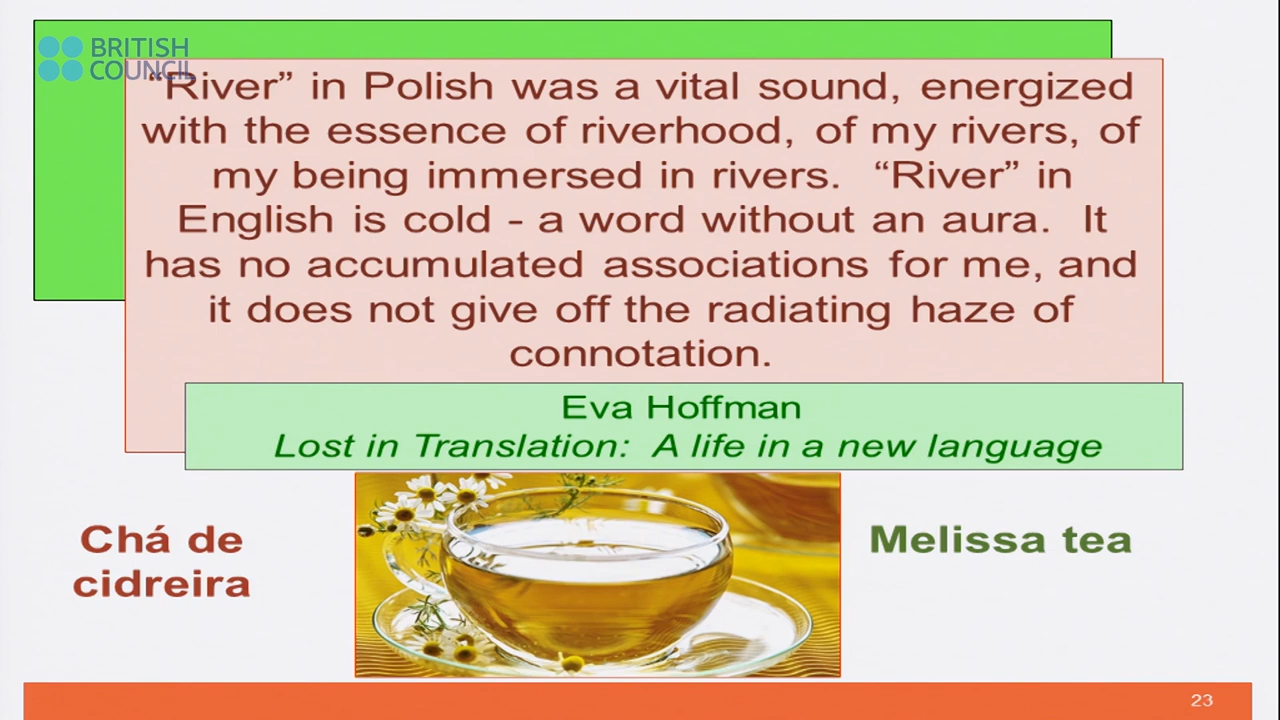 BRITISH
COUNCIL
“River” in Polish was a vital sound, energized
with the essence of riverhood, of my rivers, of
my being immersed in rivers. “River” in
English is cold - a word without an aura. It
has no accumulated associations for me, and
it does not give off the radiating haze of
connotation.
Eva Hoffman
Lost in Translation: A life in a new language
Chá de
cidreira
Melissa tea
23